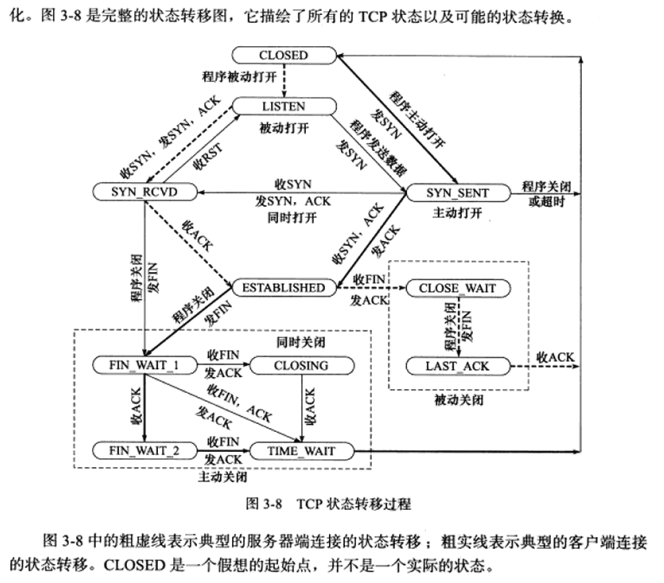 化。图 3-8 是完整的状态转移图，它描绘了所有的 TCP 状态以及可能的状态转换。
CLOSED
程序被动打开
LISTEN
被动打开
收SYN，发SYN，ACK
收RST
程序发送数据
发SYN
程序主动打开
发SYN
SYN_RCVD
收SYN
发SYN，ACK
同时打开
SYN_SENT
主动打开
程序关闭
或超时
收ACK
收SYN，ACK
发ACK
程序关闭
发FIN
ESTABLISHED
程序关闭
发FIN
收FIN
发ACK
CLOSE_WAIT
程序关闭
发FIN
LAST_ACK
收ACK
被动关闭
同时关闭
FIN_WAIT_1
收FIN
发ACK
CLOSING
收ACK
收FIN，ACK
发ACK
收ACK
FIN_WAIT_2
收FIN
发ACK
TIME_WAIT
主动关闭
图 3-8 TCP 状态转移过程
图 3-8 中的粗虚线表示典型的服务器端连接的状态转移；粗实线表示典型的客户端连接
的状态转移。CLOSED 是一个假想的起始点，并不是一个实际的状态。